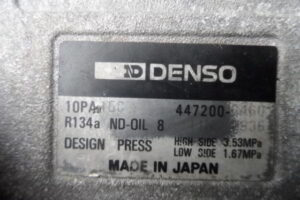 ND DENSO
10PA
R134a ND-OIL 8
DESIGN PRESS HIGH SIDE 3.53MPa
LOW SIDE 1.67MPa
MADE IN JAPAN